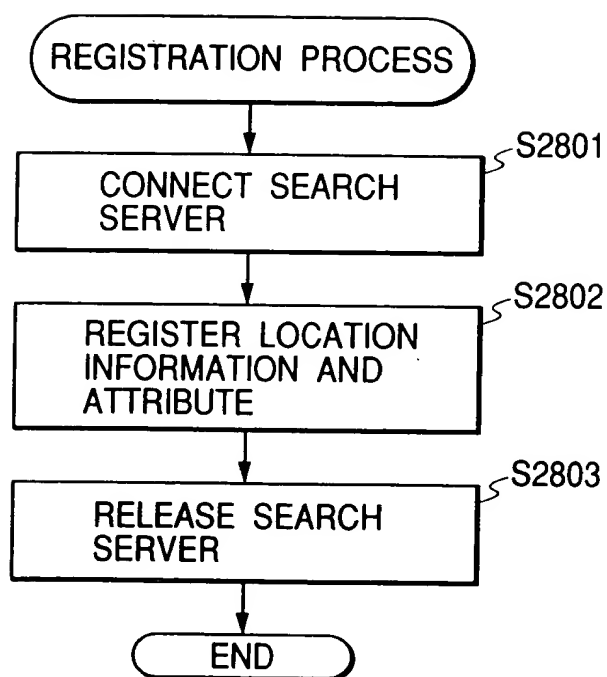 REGISTRATION PROCESS
S2801
CONNECT SEARCH
SERVER
S2802
REGISTER LOCATION
INFORMATION AND
ATTRIBUTE
S2803
RELEASE SEARCH
SERVER
END